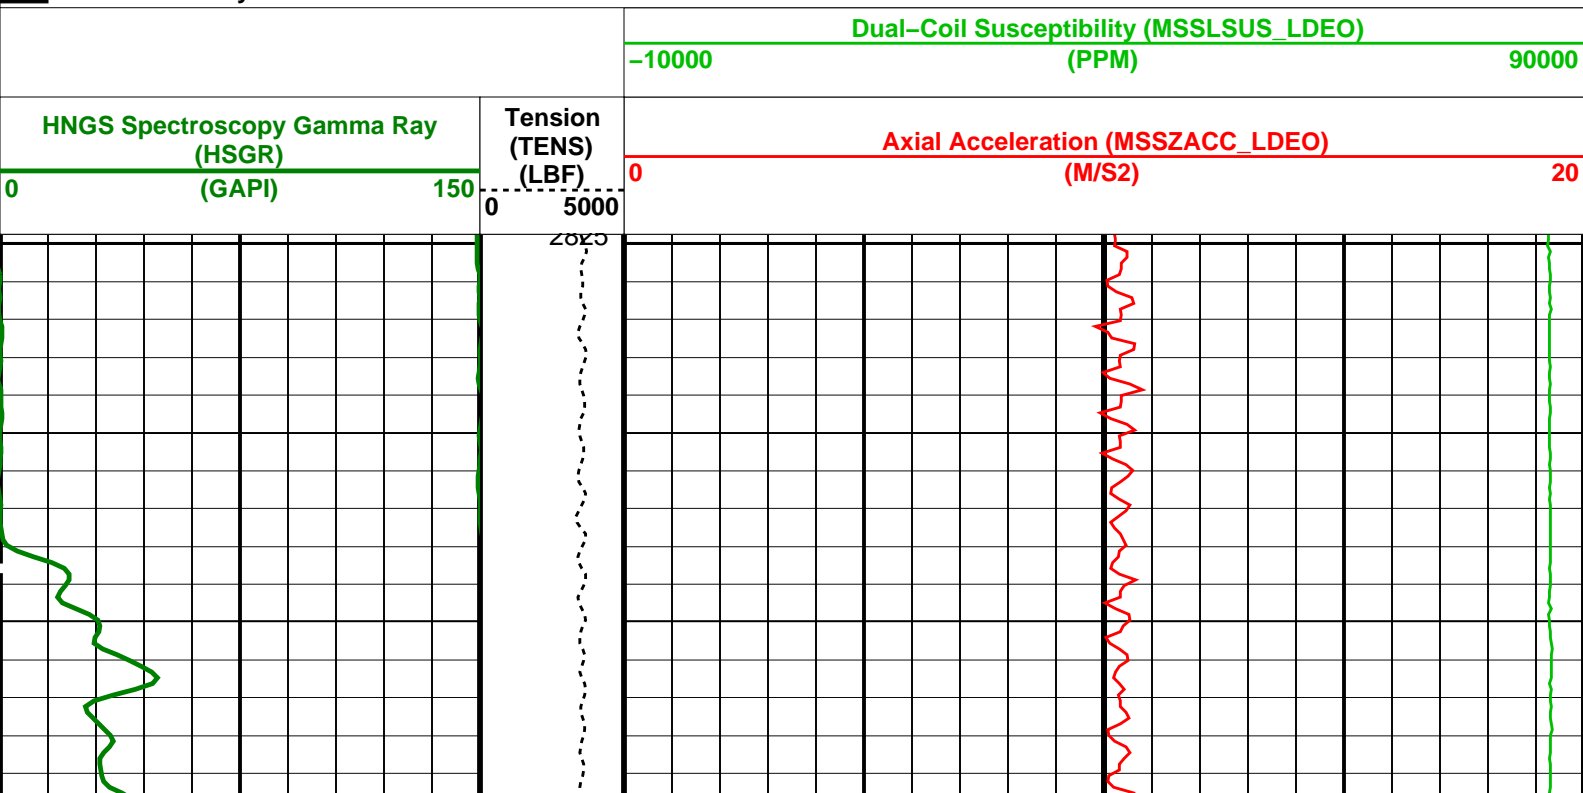 Dual−Coil Susceptibility (MSSLSUS_LDEO)
−10000 (PPM) 90000
HNGS Spectroscopy Gamma Ray
(HSGR)
0 (GAPI) 150
Tension
(TENS)
(LBF)
0 5000
Axial Acceleration (MSSZACC_LDEO)
0 (M/S2) 20
2825